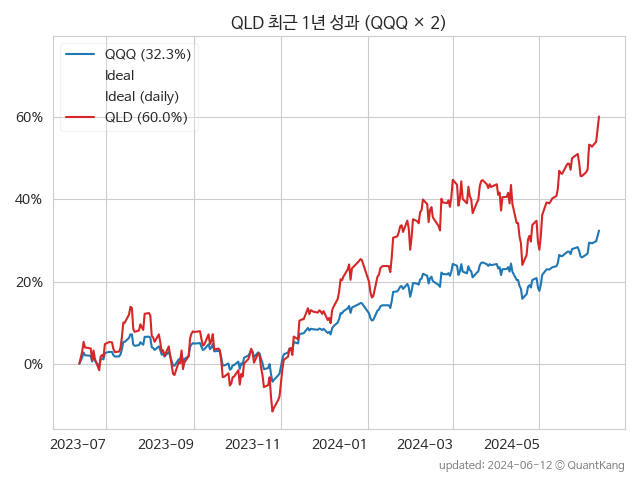 QLD 최근 1년 성과 (QQQ × 2)
QQQ (32.3%)
Ideal
Ideal (daily)
QLD (60.0%)
60%
40%
20%
0%
2023-07 2023-09 2023-11 2024-01 2024-03 2024-05
updated: 2024-06-12 © QuantKang